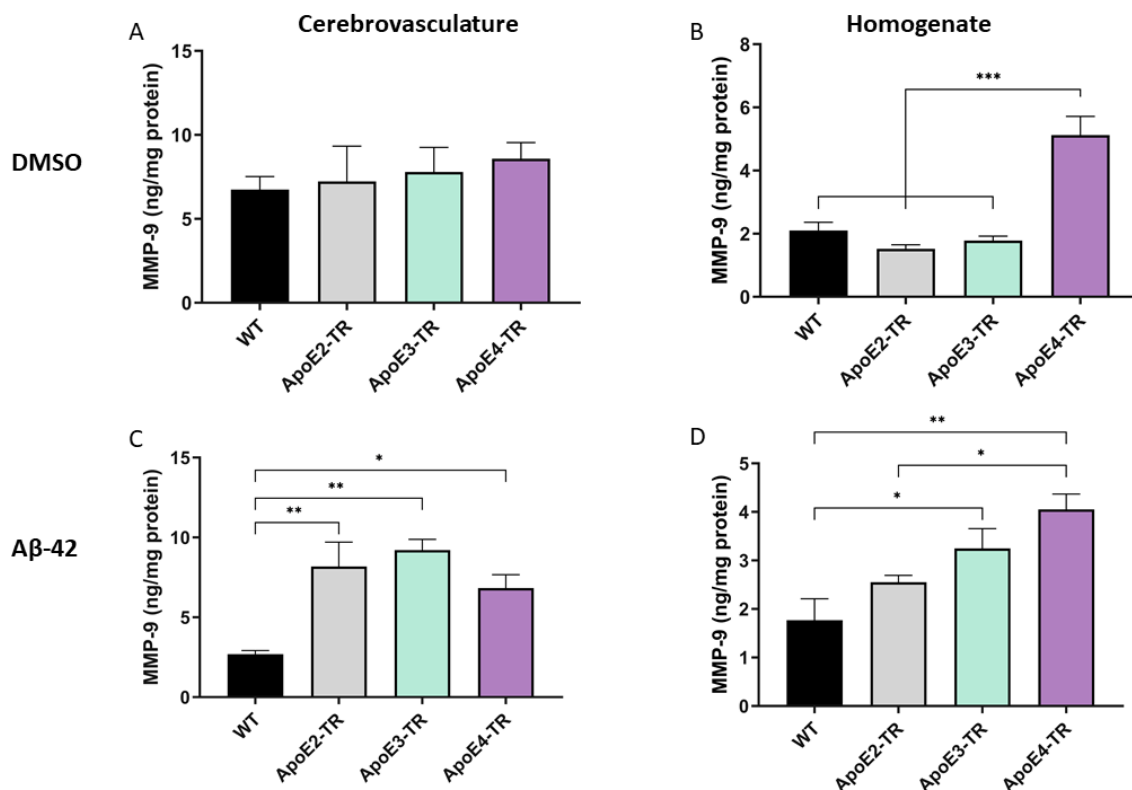 Cerebrovasculature
Homogenate
DMSO
Aβ-42
A
MMP-9 (ng/mg protein)
15
10
5
0
WT
ApoE2-TR
ApoE3-TR
ApoE4-TR
B
MMP-9 (ng/mg protein)
8
6
4
2
0
***
WT
ApoE2-TR
ApoE3-TR
ApoE4-TR
C
MMP-9 (ng/mg protein)
15
10
5
0
*
**
**
WT
ApoE2-TR
ApoE3-TR
ApoE4-TR
D
MMP-9 (ng/mg protein)
5
4
3
2
1
0
**
*
*
WT
ApoE2-TR
ApoE3-TR
ApoE4-TR